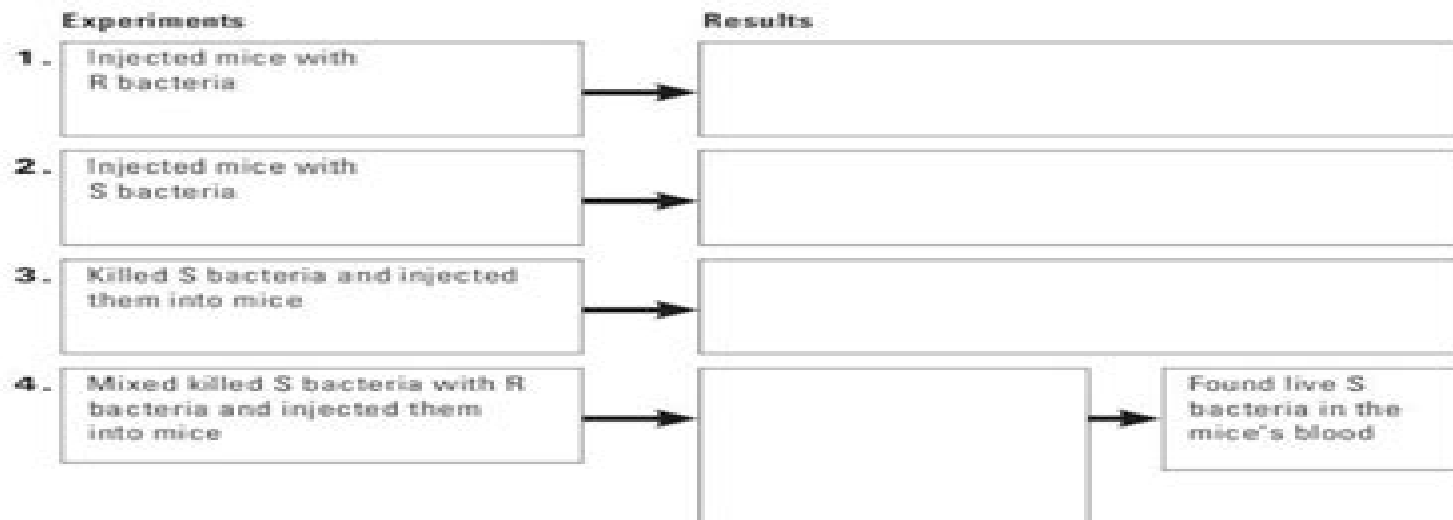 Experiments
Results
1. Injected mice with
R bacteria
2. Injected mice with
S bacteria
3. Killed S bacteria and injected
them into mice
4. Mixed killed S bacteria with R
bacteria and injected them
into mice
Found live S
bacteria in the
mice's blood